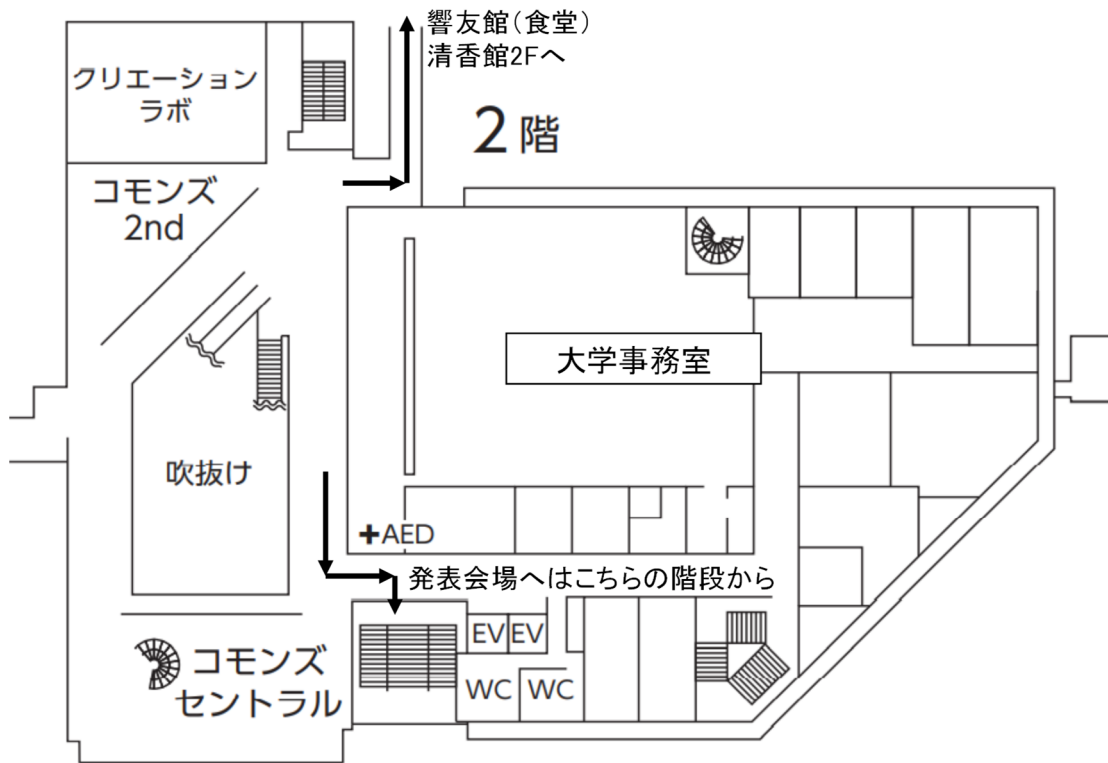 響友館(食堂)
清香館2Fへ
クリエーション
ラボ
2階
コモンズ
2nd
大学事務室
吹抜け
AED
発表会場へはこちらの階段から
EV EV
コモンズ
セントラル
WC WC